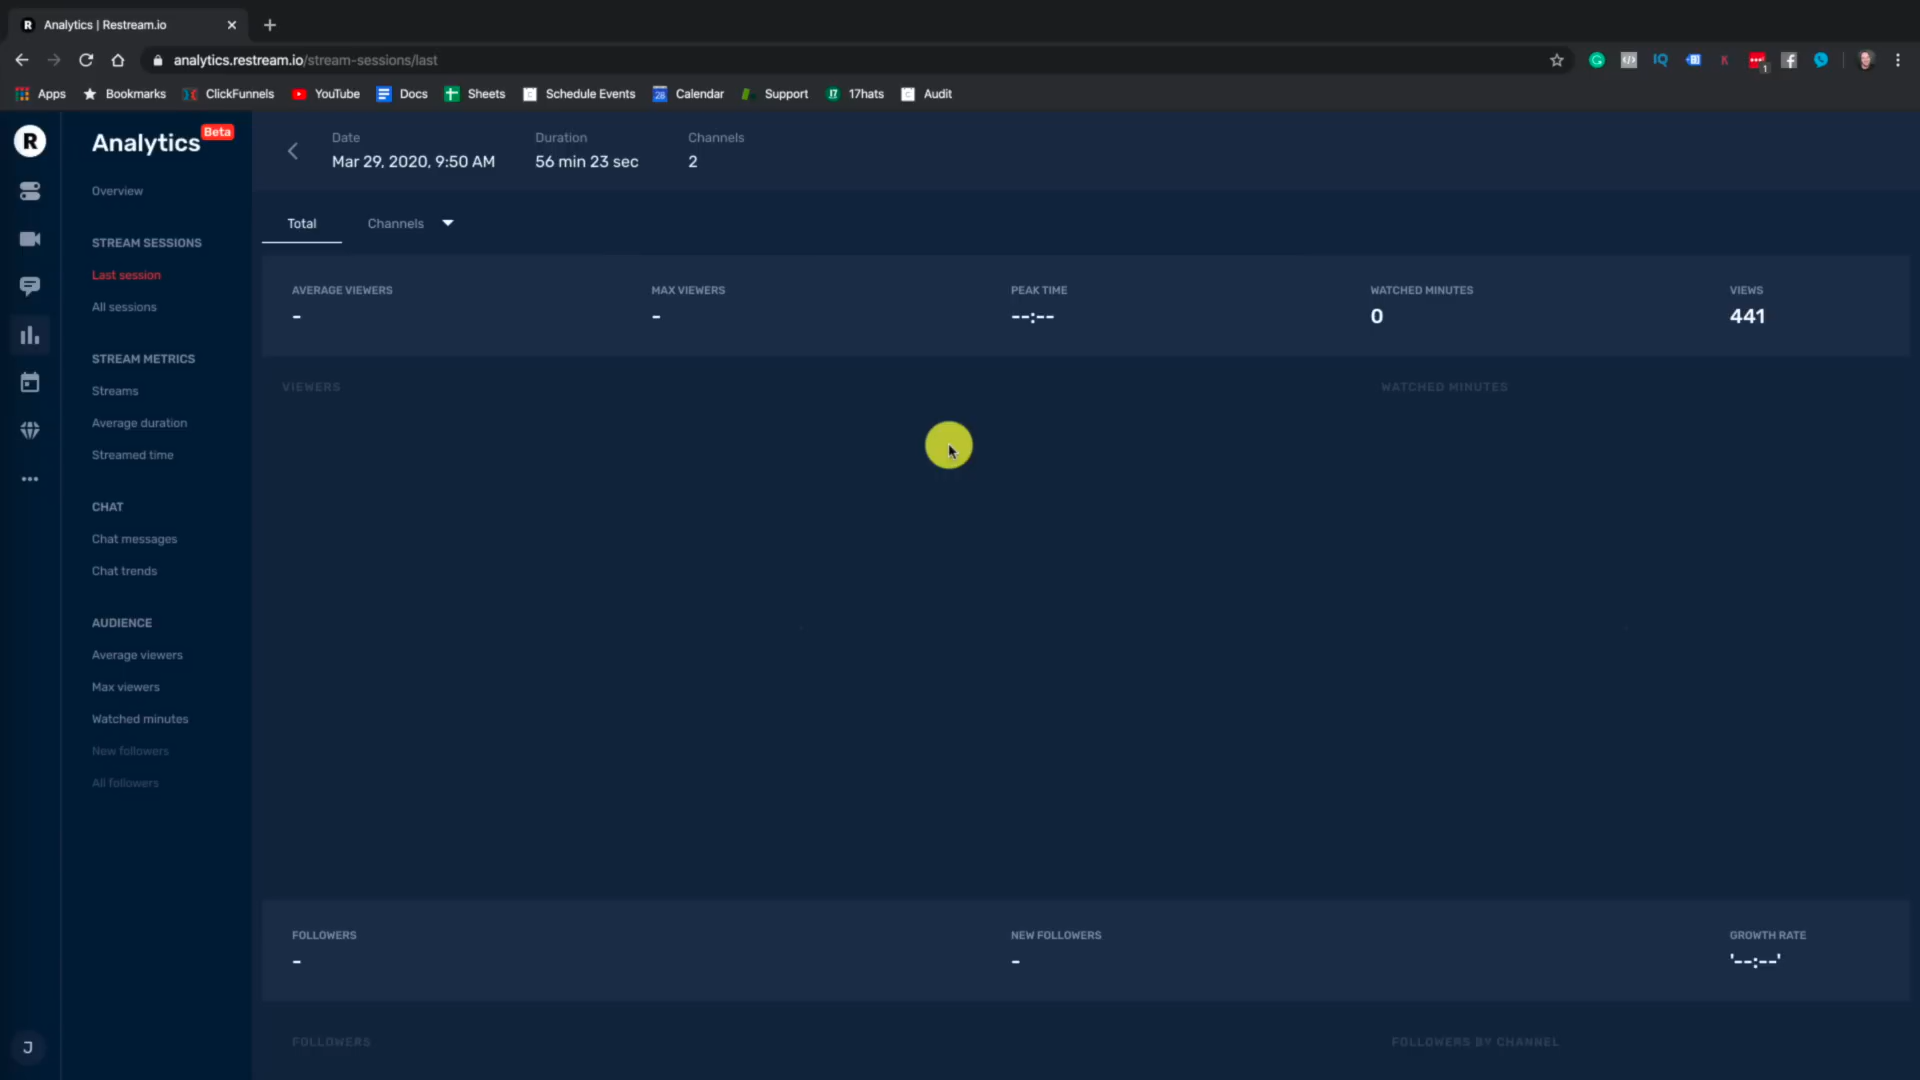 R Analytics | Restream.io
analytics.restream.io/stream-sessions/last
IQ
K
1
Apps
Bookmarks
ClickFunnels
YouTube
Docs
Sheets
Schedule Events
28 Calendar
Support
17 17hats
Audit
R
Analytics Beta
Overview
STREAM SESSIONS
Last session
All sessions
STREAM METRICS
Streams
Average duration
Streamed time
CHAT
Chat messages
Chat trends
AUDIENCE
Average viewers
Max viewers
Watched minutes
New followers
All followers
J
Date Duration Channels
Mar 29, 2020, 9:50 AM 56 min 23 sec 2
Total Channels
AVERAGE VIEWERS MAX VIEWERS PEAK TIME WATCHED MINUTES VIEWS
- - --:-- 0 441
VIEWERS WATCHED MINUTES
FOLLOWERS NEW FOLLOWERS GROWTH RATE
- - '--:--'
FOLLOWERS FOLLOWERS BY CHANNEL